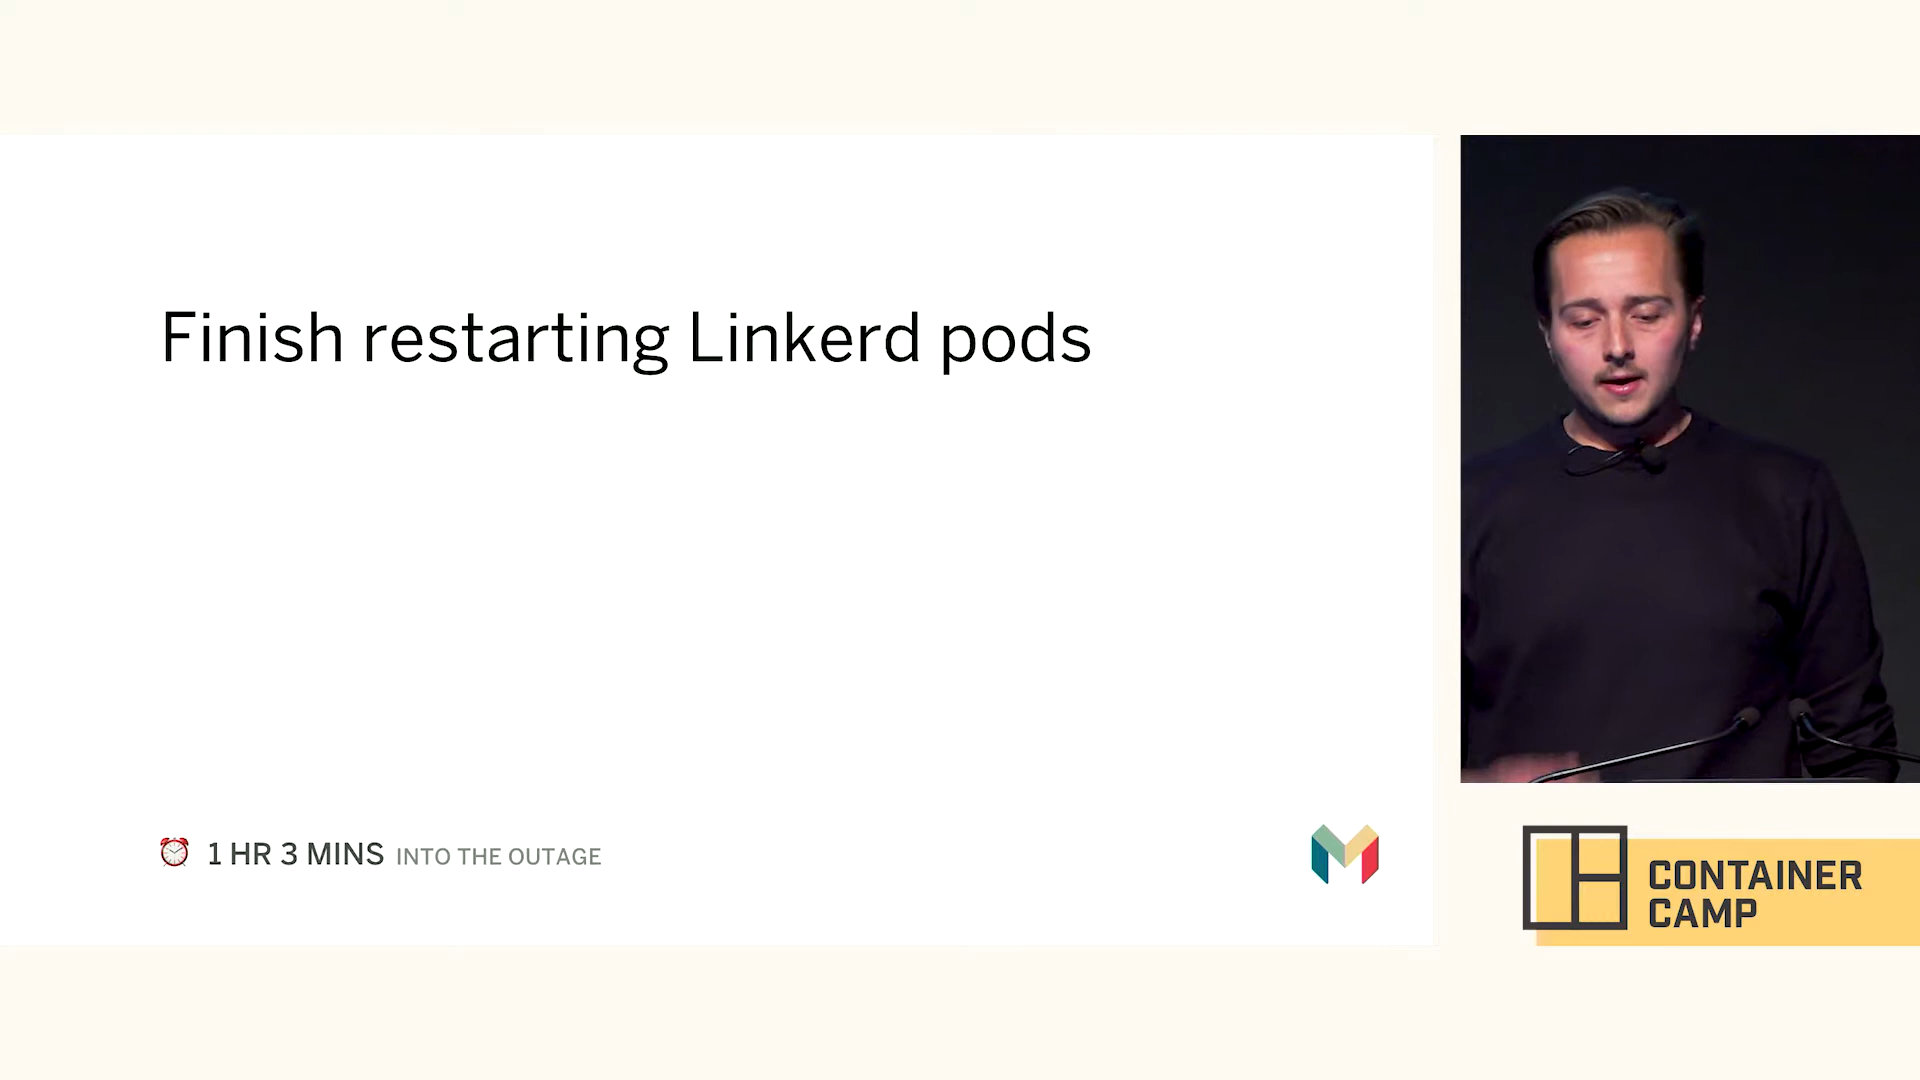 Finish restarting Linkerd pods
1 HR 3 MINS INTO THE OUTAGE
CONTAINER
CAMP